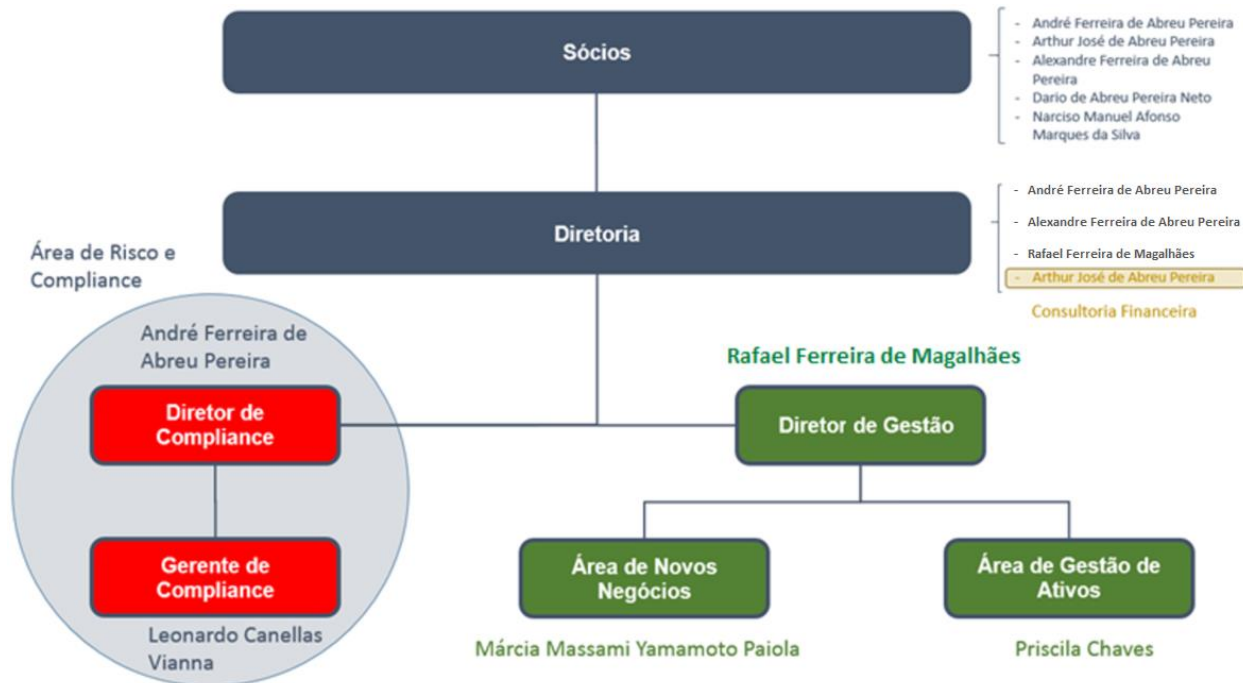 Sócios
- André Ferreira de Abreu Pereira
- Arthur José de Abreu Pereira
- Alexandre Ferreira de Abreu
Pereira
- Dario de Abreu Pereira Neto
- Narciso Manuel Afonso
Marques da Silva
Diretoria
- André Ferreira de Abreu Pereira
- Alexandre Ferreira de Abreu Pereira
- Rafael Ferreira de Magalhães
- Arthur José de Abreu Pereira
Consultoria Financeira
Área de Risco e
Compliance
André Ferreira de
Abreu Pereira
Diretor de
Compliance
Gerente de
Compliance
Leonardo Canellas
Vianna
Rafael Ferreira de Magalhães
Diretor de Gestão
Área de Novos
Negócios
Márcia Massami Yamamoto Paiola
Área de Gestão de
Ativos
Priscila Chaves